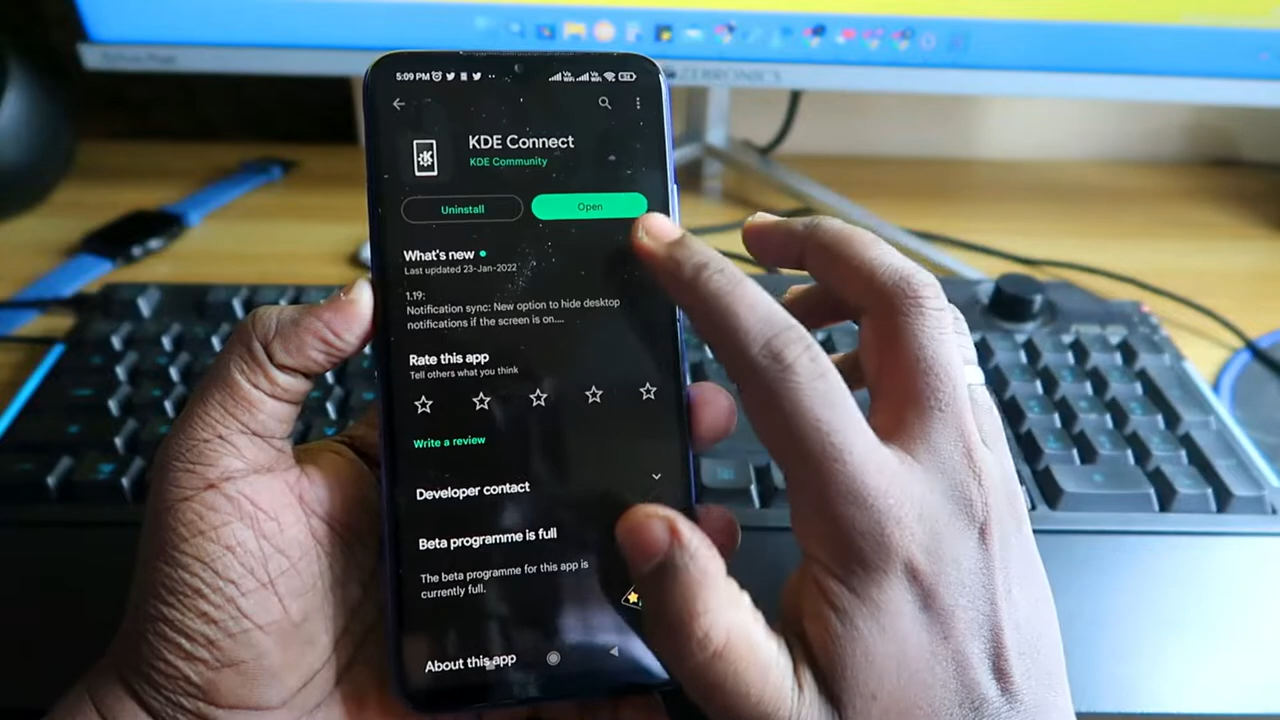 ZEBRONICS
5:09 PM
KDE Connect
KDE Community
Uninstall
Open
What's new
Last updated 23-Jan-2022
1.19:
Notification sync: New option to hide desktop
notifications if the screen is on....
Rate this app
Tell others what you think
Write a review
Developer contact
Beta programme is full
The beta programme for this app is
currently full.
About this app